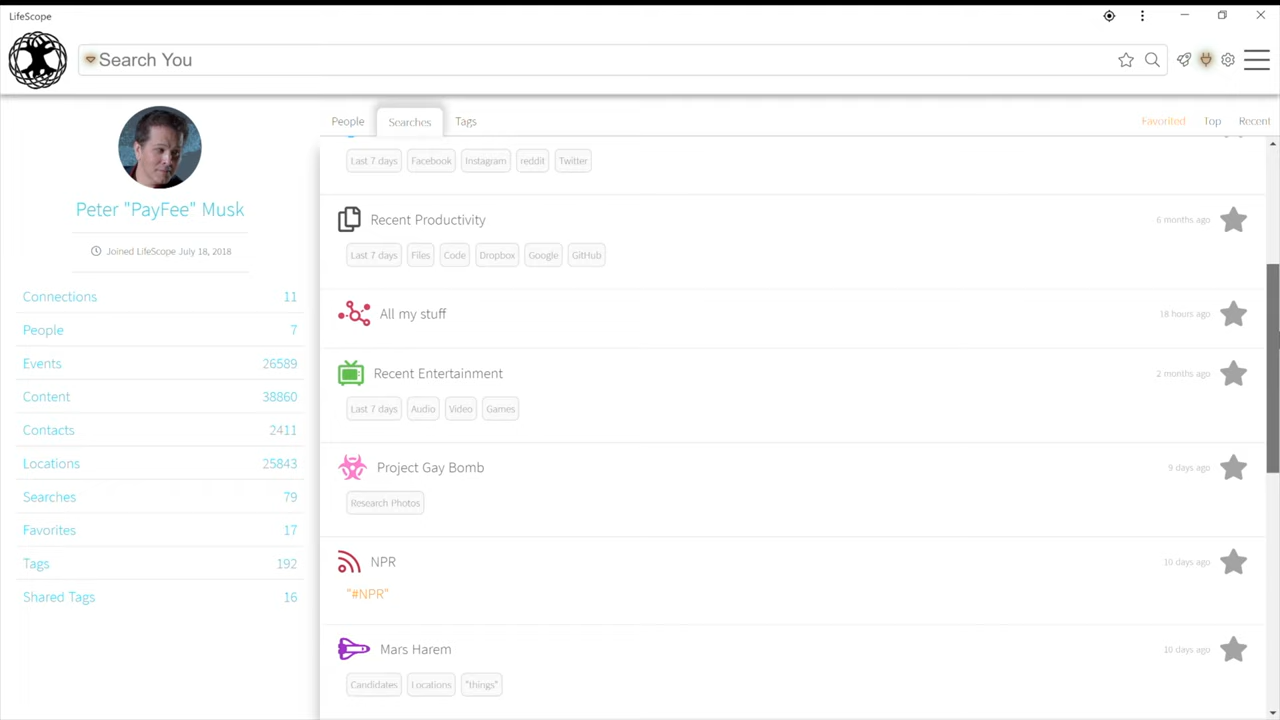 LifeScope
Search You
Peter "PayFee" Musk
Joined LifeScope July 18, 2018
Connections 11
People 7
Events 26589
Content 38860
Contacts 2411
Locations 25843
Searches 79
Favorites 17
Tags 192
Shared Tags 16
People Searches Tags Favorited Top Recent
Last 7 days Facebook Instagram reddit Twitter
Recent Productivity 6 months ago
Last 7 days Files Code Dropbox Google GitHub
All my stuff 18 hours ago
Recent Entertainment 2 months ago
Last 7 days Audio Video Games
Project Gay Bomb 9 days ago
Research Photos
NPR 10 days ago
"#NPR"
Mars Harem 10 days ago
Candidates Locations "things"